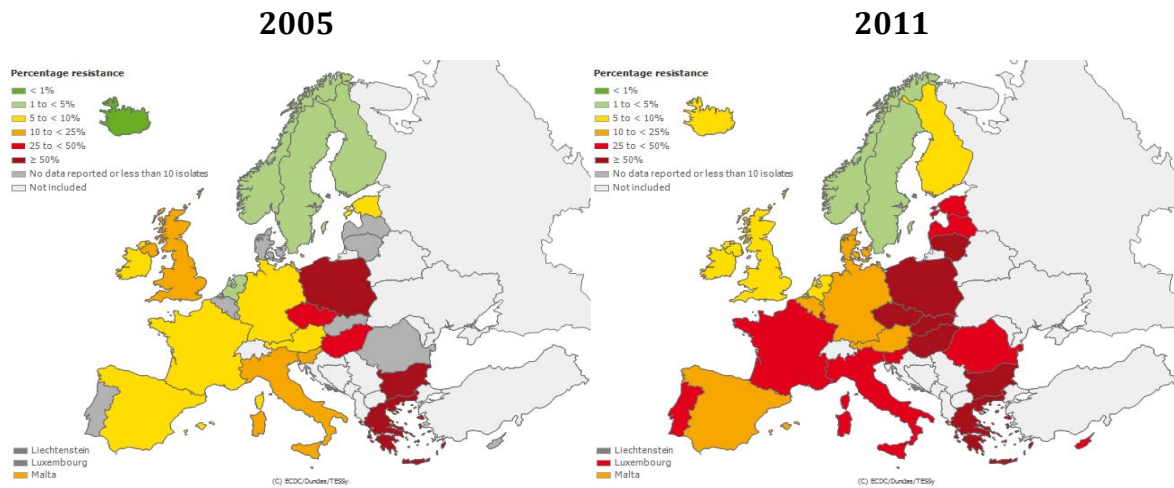 2005
Percentage resistance
< 1%
1 to < 5%
5 to < 10%
10 to < 25%
25 to < 50%
≥ 50%
No data reported or less than 10 isolates
Not included
Liechtenstein
Luxembourg
Malta
(C) ECDC/Dundas/TESSy
2011
Percentage resistance
< 1%
1 to < 5%
5 to < 10%
10 to < 25%
25 to < 50%
≥ 50%
No data reported or less than 10 isolates
Not included
Liechtenstein
Luxembourg
Malta
(C) ECDC/Dundas/TESSy